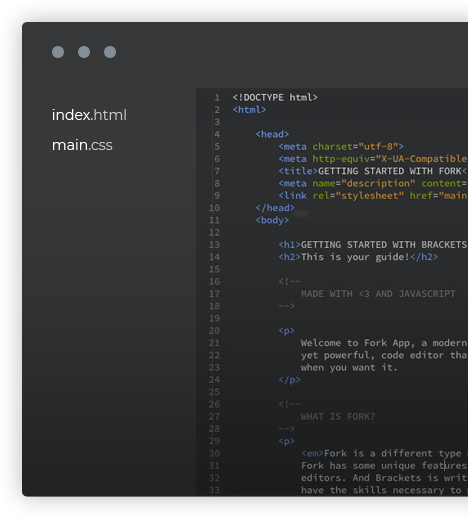 index.html
main.css
1 <!DOCTYPE html>
2 <html>
3
4 <head>
5 <meta charset="utf-8">
6 <meta http-equiv="X-UA-Compatible
7 <title>GETTING STARTED WITH FORK<
8 <meta name="description" content=
9 <link rel="stylesheet" href="main
10 </head>
11 <body>
12
13 <h1>GETTING STARTED WITH BRACKETS
14 <h2>This is your guide!</h2>
15
16 <!--
17 MADE WITH <3 AND JAVASCRIPT
18 -->
19
20 <p>
21 Welcome to Fork App, a modern
22 yet powerful, code editor tha
23 when you want it.
24 </p>
25
26 <!--
27 WHAT IS FORK?
28 -->
29 <p>
30 <em>Fork is a different type
31 Fork has some unique features
32 editors. And Brackets is writ
33 have the skills necessary to